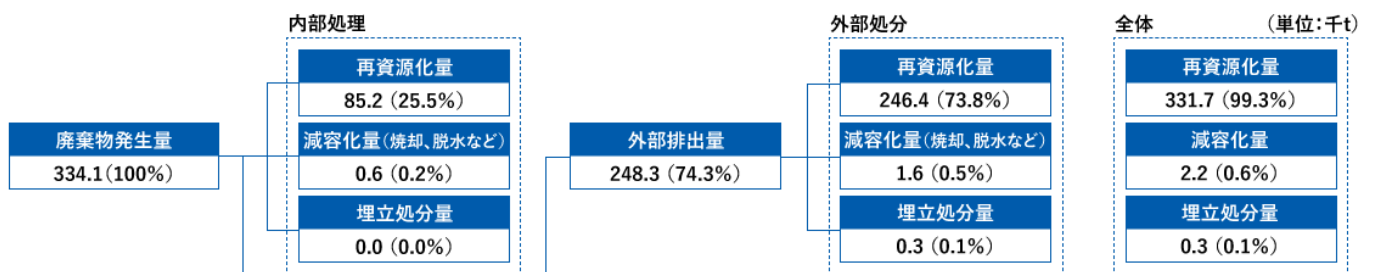 内部処理
外部処分
全体
（単位：千t）
再資源化量
85.2（25.5%）
再資源化量
246.4（73.8%）
再資源化量
331.7（99.3%）
廃棄物発生量
334.1（100%）
減容化量（焼却、脱水など）
0.6（0.2%）
外部排出量
248.3（74.3%）
減容化量（焼却、脱水など）
1.6（0.5%）
減容化量
2.2（0.6%）
埋立処分量
0.0（0.0%）
埋立処分量
0.3（0.1%）
埋立処分量
0.3（0.1%）